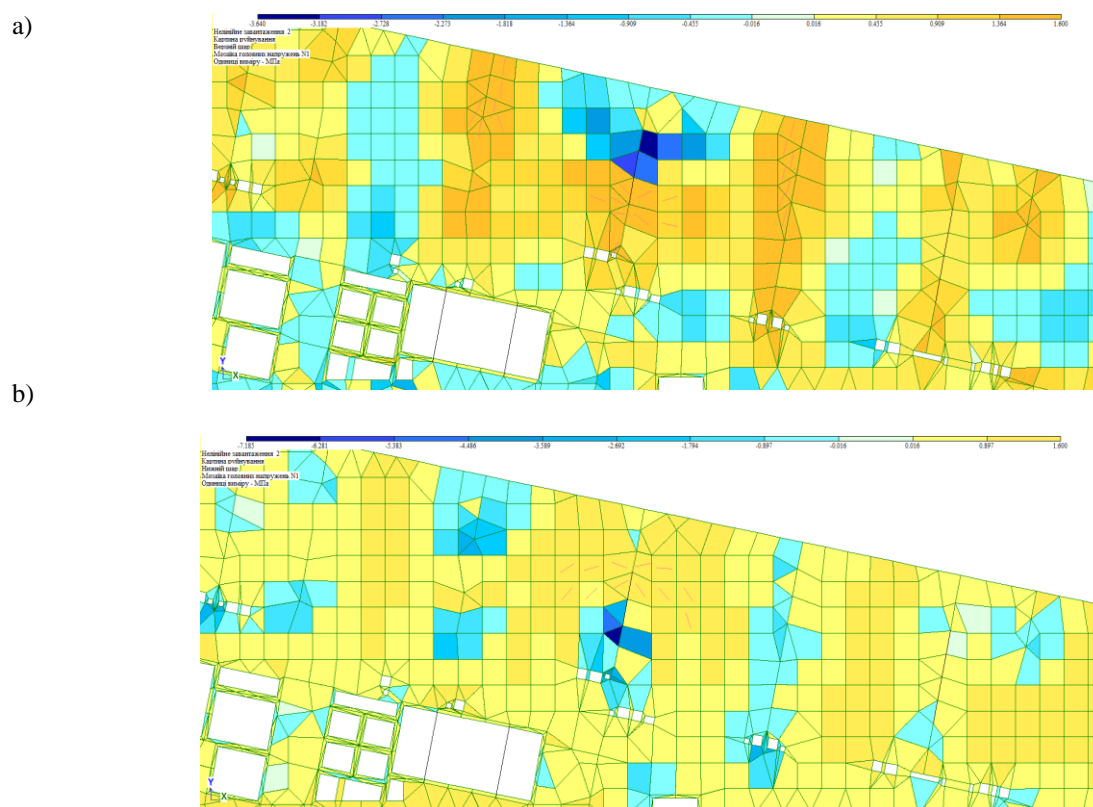 a)
-3.640 -3.182 -2.728 -2.273 -1.818 -1.364 -0.909 -0.455 -0.016 0.455 0.909 1.364 1.600
Нелінійне завантаження 2
Картина руйнування
Верхній шар
Мозаїка головних напружень N1
Одиниці виміру - МПа
Y
X
b)
-7.185 -6.281 -5.383 -4.486 -3.589 -2.692 -1.794 -0.897 -0.016 0.016 0.897 1.600
Нелінійне завантаження 2
Картина руйнування
Нижній шар
Мозаїка головних напружень N1
Одиниці виміру - МПа
Y
X